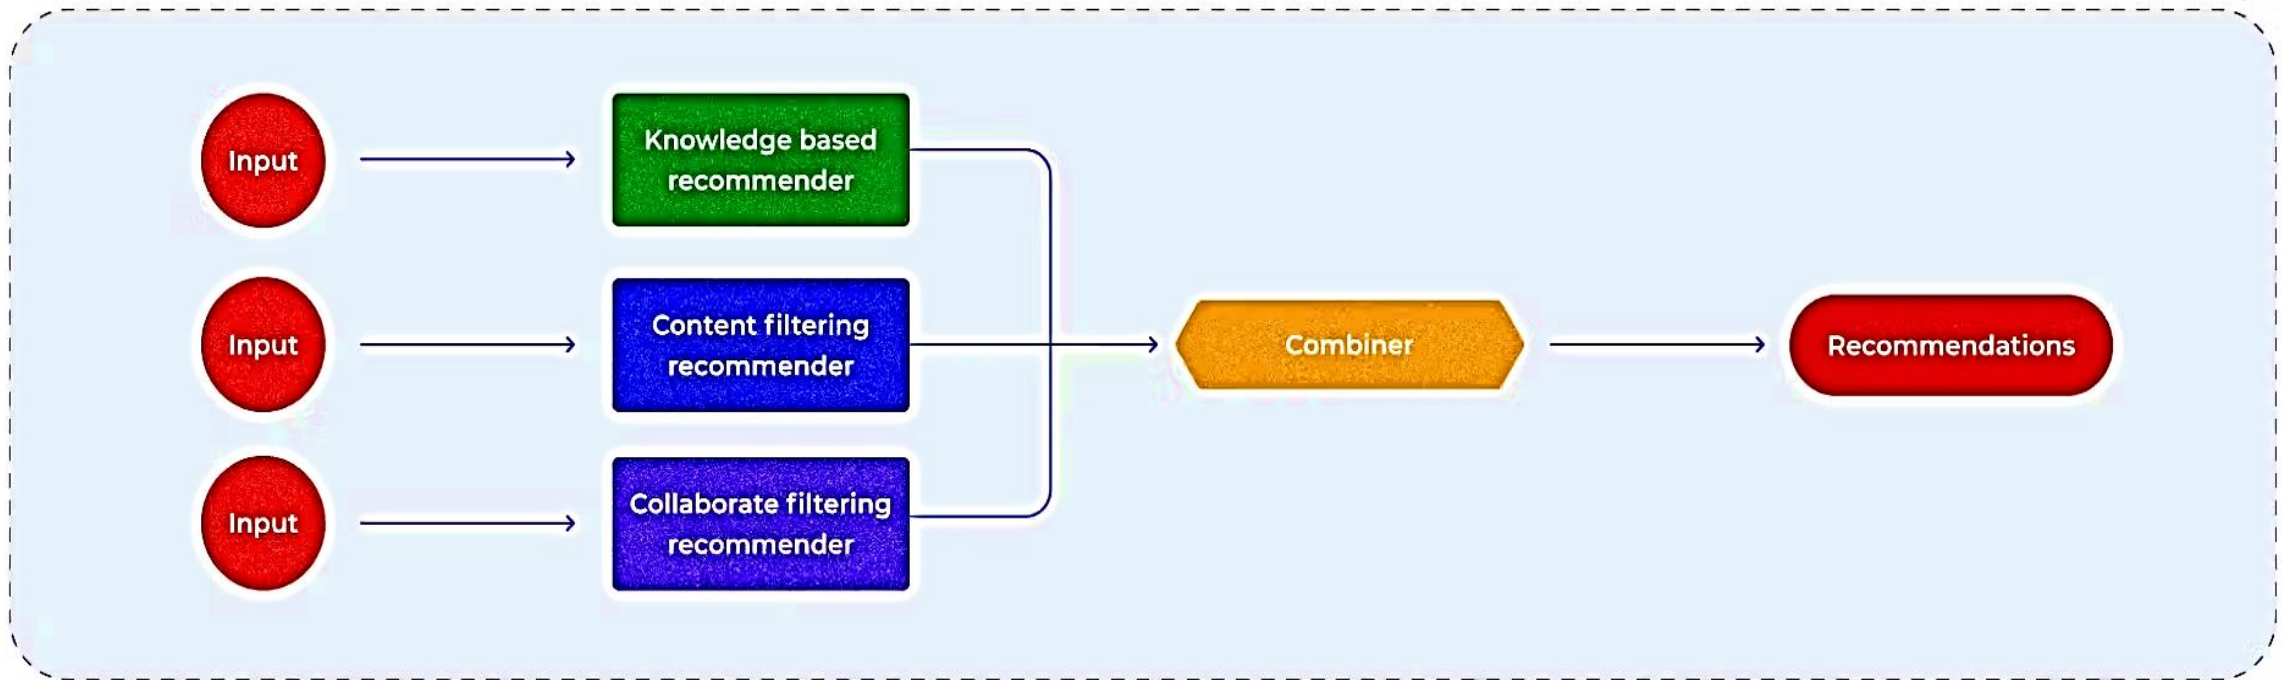 Input
Knowledge based
recommender
Input
Content filtering
recommender
Combiner
Recommendations
Input
Collaborate filtering
recommender